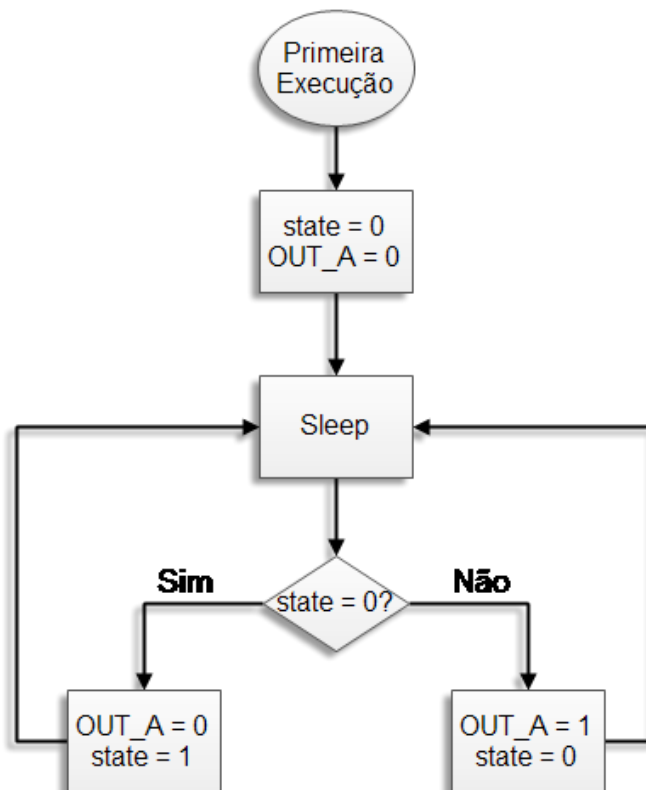 Primeira
Execução
state = 0
OUT_A = 0
Sleep
Sim
Não
state = 0?
OUT_A = 0
state = 1
OUT_A = 1
state = 0